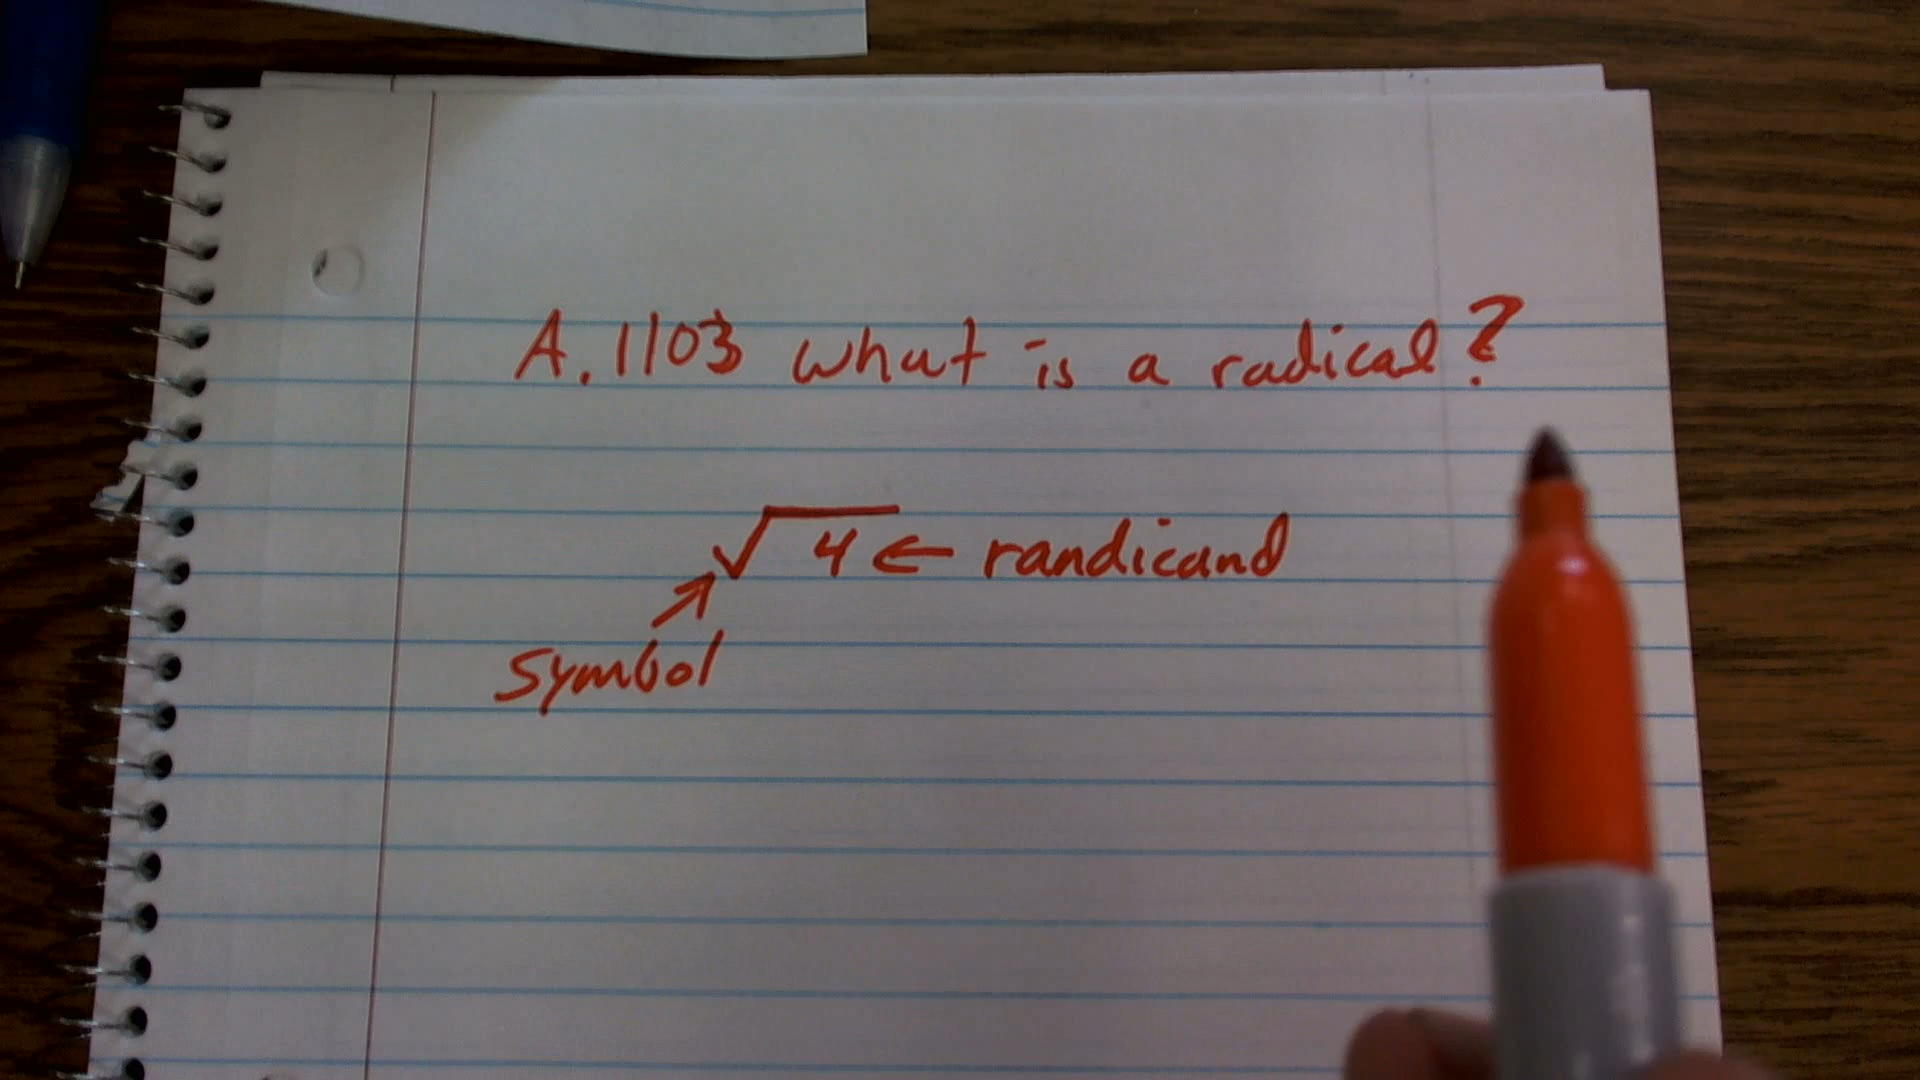 A. 1103 what is a radical?
√4 ← randicand
symbol